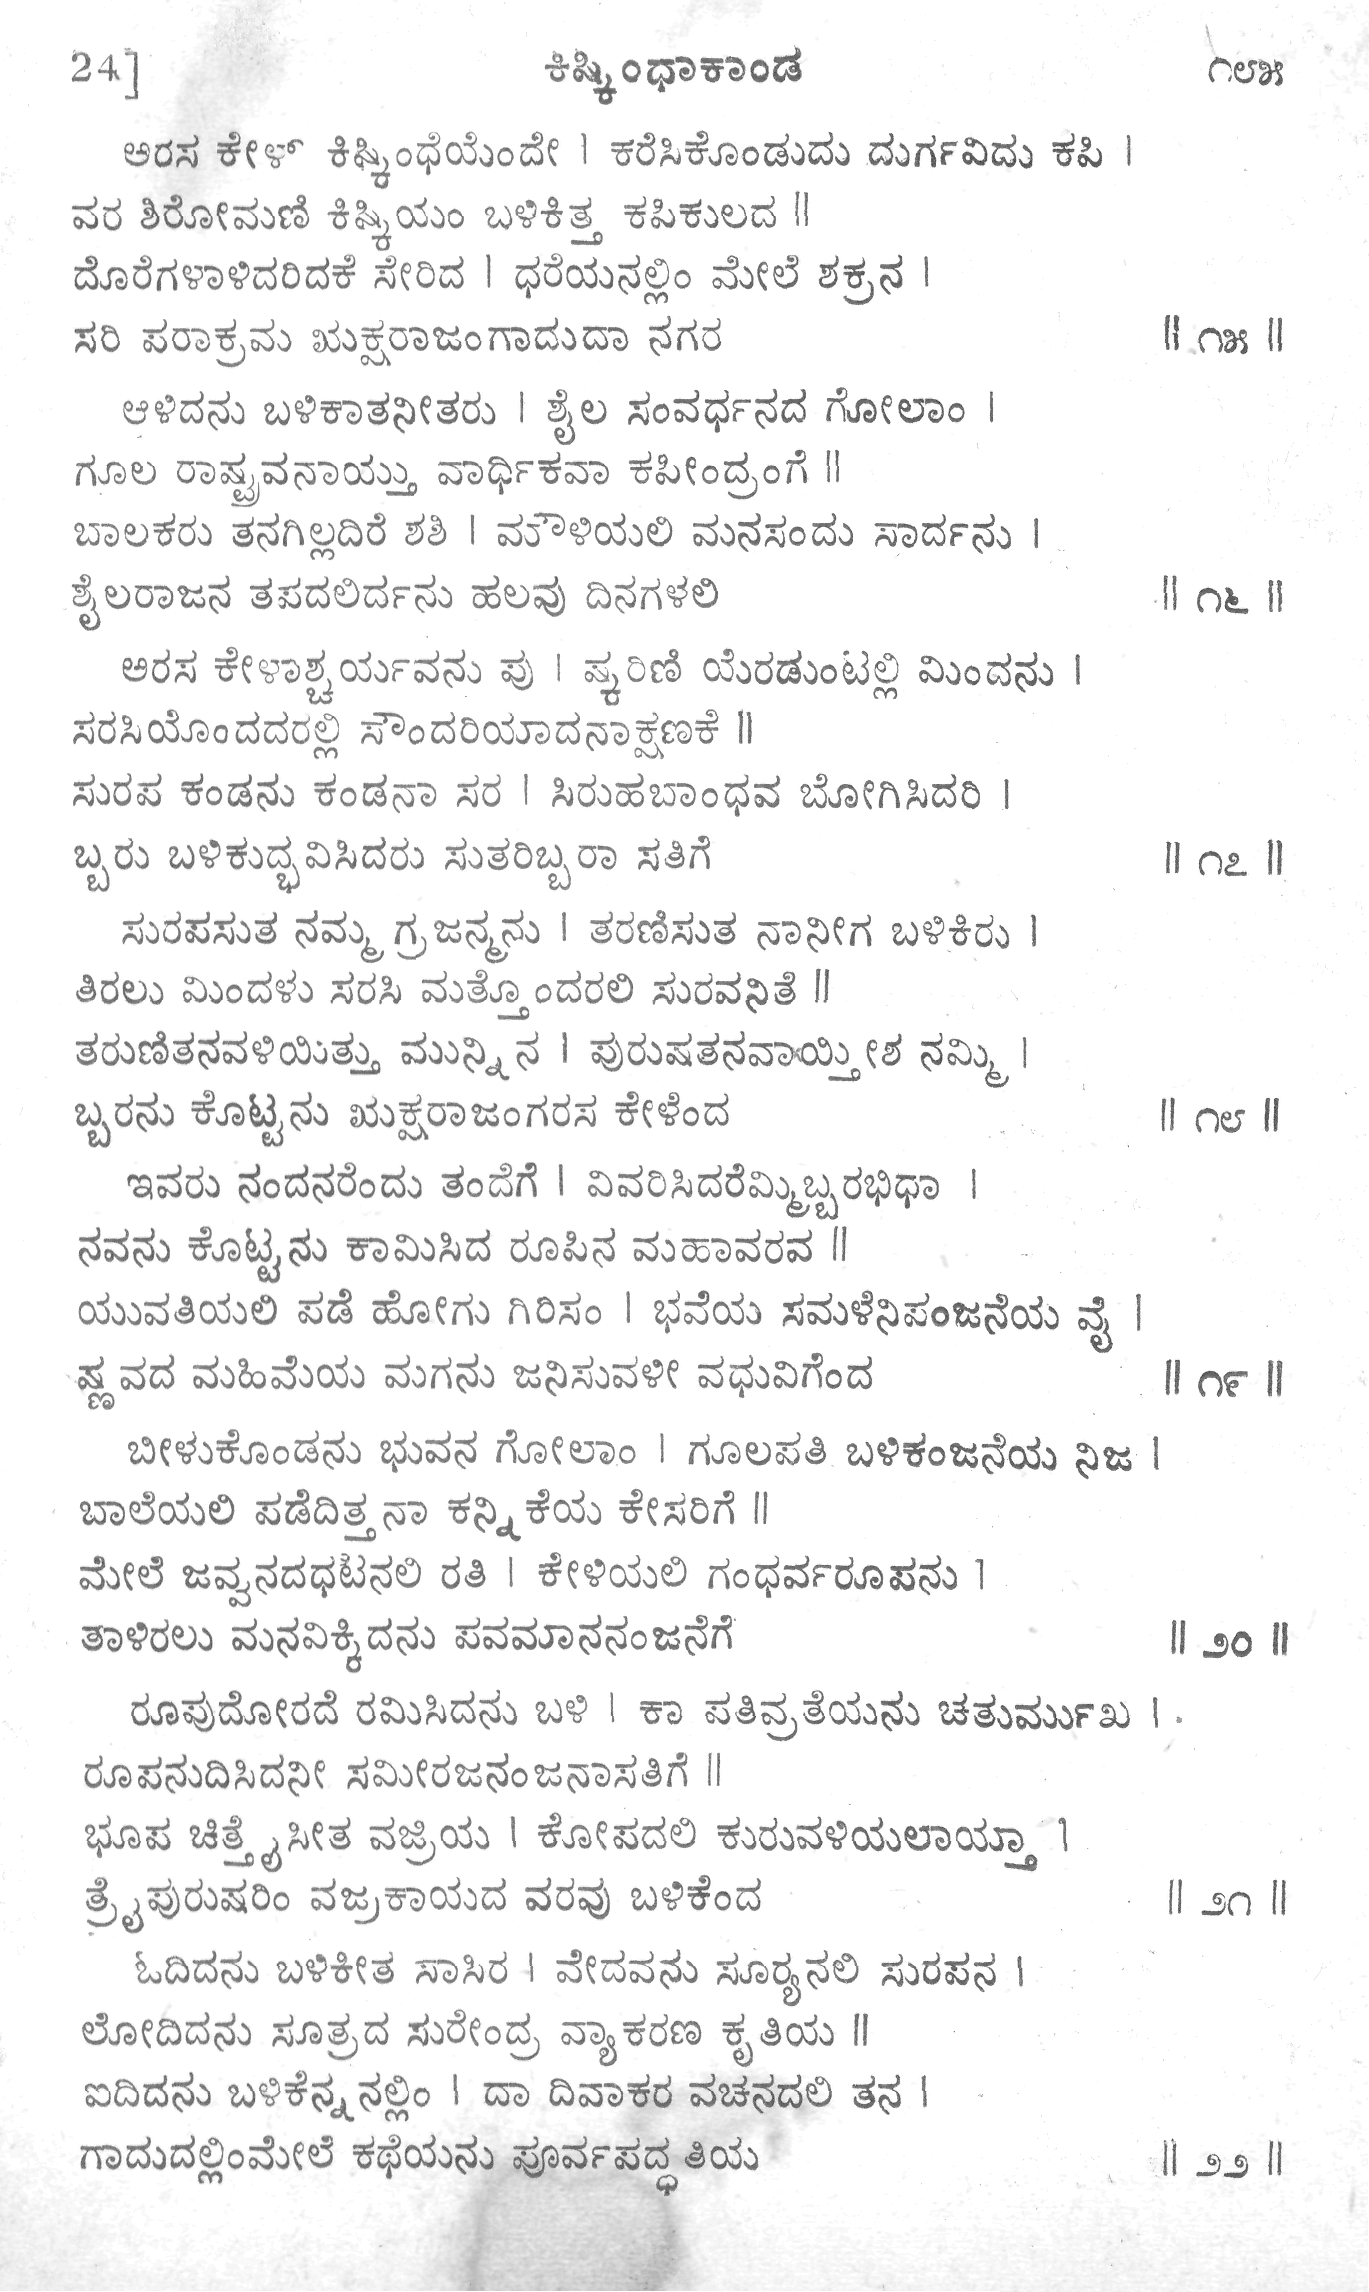 24] ಕಿಷ್ಕಿಂಧಾಕಾಂಡ ೧೮೫
ಅರಸ ಕೇಳ್ ಕಿಷ್ಕಿಂಧೆಯೆಂದೇ । ಕರೆಸಿಕೊಂಡುದು ದುರ್ಗವಿದು ಕಪಿ ।
ವರ ಶಿರೋಮಣಿ ಕಿಷ್ಕಿಯಂ ಬಳಿಕಿತ್ತ ಕಪಿಕುಲದ ॥
ದೊರೆಗಳಾಳಿದರಿದಕೆ ಸೇರಿದ । ಧರೆಯನಲ್ಲಿಂ ಮೇಲೆ ಶಕ್ರನ ।
ಸರಿ ಪರಾಕ್ರಮ ಋಕ್ಷರಾಜಂಗಾದುದಾ ನಗರ ॥ ೧೫ ॥
ಆಳಿದನು ಬಳಿಕಾತನೀತರು । ಶೈಲ ಸಂವರ್ಧನದ ಗೋಲಾಂ ।
ಗೂಲ ರಾಷ್ಟ್ರವನಾಯ್ತು ವಾರ್ಧಿಕವಾ ಕಪೀಂದ್ರಂಗೆ ॥
ಬಾಲಕರು ತನಗಿಲ್ಲದಿರೆ ಶಶಿ । ಮೌಳಿಯಲಿ ಮನಸಂದು ಸಾರ್ದನು ।
ಶೈಲರಾಜನ ತಪದಲಿರ್ದನು ಹಲವು ದಿನಗಳಲಿ ॥ ೧೬ ॥
ಅರಸ ಕೇಳಾಶ್ಚರ್ಯವನು ಪು । ಷ್ಕರಿಣಿ ಯೆರಡುಂಟಲ್ಲಿ ಮಿಂದನು ।
ಸರಸಿಯೊಂದದರಲ್ಲಿ ಸೌಂದರಿಯಾದನಾಕ್ಷಣಕೆ ॥
ಸುರಪ ಕಂಡನು ಕಂಡನಾ ಸರ । ಸಿರುಹಬಾಂಧವ ಬೋಗಿಸಿದರಿ ।
ಬ್ಬರು ಬಳಿಕುದ್ಭವಿಸಿದರು ಸುತರಿಬ್ಬರಾ ಸತಿಗೆ ॥ ೧೭ ॥
ಸುರಪಸುತ ನಮ್ಮಗ್ರಜನ್ಮನು । ತರಣಿಸುತ ನಾನೀಗ ಬಳಿಕಿರು ।
ತಿರಲು ಮಿಂದಳು ಸರಸಿ ಮತ್ತೊಂದರಲಿ ಸುರವನಿತೆ ॥
ತರುಣಿತನವಳಿಯಿತ್ತು ಮುನ್ನಿನ । ಪುರುಷತನವಾಯ್ತೀಶ ನಮ್ಮಿ ।
ಬ್ಬರನು ಕೊಟ್ಟನು ಋಕ್ಷರಾಜಂಗರಸ ಕೇಳೆಂದ ॥ ೧೮ ॥
ಇವರು ನಂದನರೆಂದು ತಂದೆಗೆ । ವಿವರಿಸಿದರೆಮ್ಮಿಬ್ಬರಭಿಧಾ ।
ನವನು ಕೊಟ್ಟನು ಕಾಮಿಸಿದ ರೂಪಿನ ಮಹಾವರವ ॥
ಯುವತಿಯಲಿ ಪಡೆ ಹೋಗು ಗಿರಿಸಂ । ಭವೆಯ ಸಮಳೆನಿಪಂಜನೆಯ ವೈ ।
ಷ್ಣವದ ಮಹಿಮೆಯ ಮಗನು ಜನಿಸುವಳೀ ವಧುವಿಗೆಂದ ॥ ೧೯ ॥
ಬೀಳುಕೊಂಡನು ಭುವನ ಗೋಲಾಂ । ಗೂಲಪತಿ ಬಳಿಕಂಜನೆಯ ನಿಜ ।
ಬಾಲೆಯಲಿ ಪಡೆದಿತ್ತನಾ ಕನ್ನಿಕೆಯ ಕೇಸರಿಗೆ ॥
ಮೇಲೆ ಜವ್ವನದಧಟನಲಿ ರತಿ । ಕೇಳಿಯಲಿ ಗಂಧರ್ವರೂಪನು ।
ತಾಳಿರಲು ಮನವಿಕ್ಕಿದನು ಪವಮಾನನಂಜನೆಗೆ ॥ ೨೦ ॥
ರೂಪುದೋರದೆ ರಮಿಸಿದನು ಬಳಿ । ಕಾ ಪತಿವ್ರತೆಯನು ಚತುರ್ಮುಖ ।
ರೂಪನುದಿಸಿದನೀ ಸಮೀರಜನಂಜನಾಸತಿಗೆ ॥
ಭೂಪ ಚಿತ್ತೈಸೀತ ವಜ್ರಿಯ । ಕೋಪದಲಿ ಕುರುವಳಿಯಲಾಯ್ತಾ ।
ತ್ರೈಪುರುಷರಿಂ ವಜ್ರಕಾಯದ ವರವು ಬಳಿಕೆಂದ ॥ ೨೧ ॥
ಓದಿದನು ಬಳಿಕೀತ ಸಾಸಿರ । ವೇದವನು ಸೂರ‍್ಯನಲಿ ಸುರಪನ ।
ಲೋದಿದನು ಸೂತ್ರದ ಸುರೇಂದ್ರ ವ್ಯಾಕರಣ ಕೃತಿಯ ॥
ಐದಿದನು ಬಳಿಕೆನ್ನನಲ್ಲಿಂ । ದಾ ದಿವಾಕರ ವಚನದಲಿ ತನ ।
ಗಾದುದಲ್ಲಿಂಮೇಲೆ ಕಥೆಯನು ಪೂರ್ವಪದ್ಧತಿಯ ॥ ೨೨ ॥